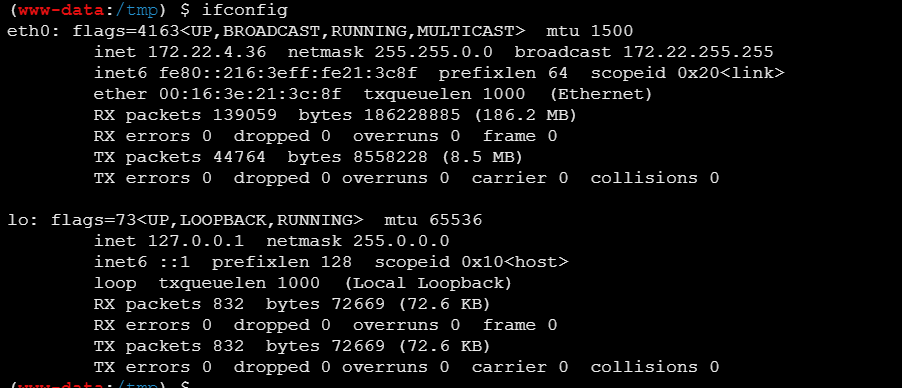 (www-data:/tmp) $ ifconfig
eth0: flags=4163<UP,BROADCAST,RUNNING,MULTICAST>  mtu 1500
        inet 172.22.4.36  netmask 255.255.0.0  broadcast 172.22.255.255
        inet6 fe80::216:3eff:fe21:3c8f  prefixlen 64  scopeid 0x20<link>
        ether 00:16:3e:21:3c:8f  txqueuelen 1000  (Ethernet)
        RX packets 139059  bytes 186228885 (186.2 MB)
        RX errors 0  dropped 0  overruns 0  frame 0
        TX packets 44764  bytes 8558228 (8.5 MB)
        TX errors 0  dropped 0 overruns 0  carrier 0  collisions 0

lo: flags=73<UP,LOOPBACK,RUNNING>  mtu 65536
        inet 127.0.0.1  netmask 255.0.0.0
        inet6 ::1  prefixlen 128  scopeid 0x10<host>
        loop  txqueuelen 1000  (Local Loopback)
        RX packets 832  bytes 72669 (72.6 KB)
        RX errors 0  dropped 0  overruns 0  frame 0
        TX packets 832  bytes 72669 (72.6 KB)
        TX errors 0  dropped 0 overruns 0  carrier 0  collisions 0

(www-data:/tmp) $